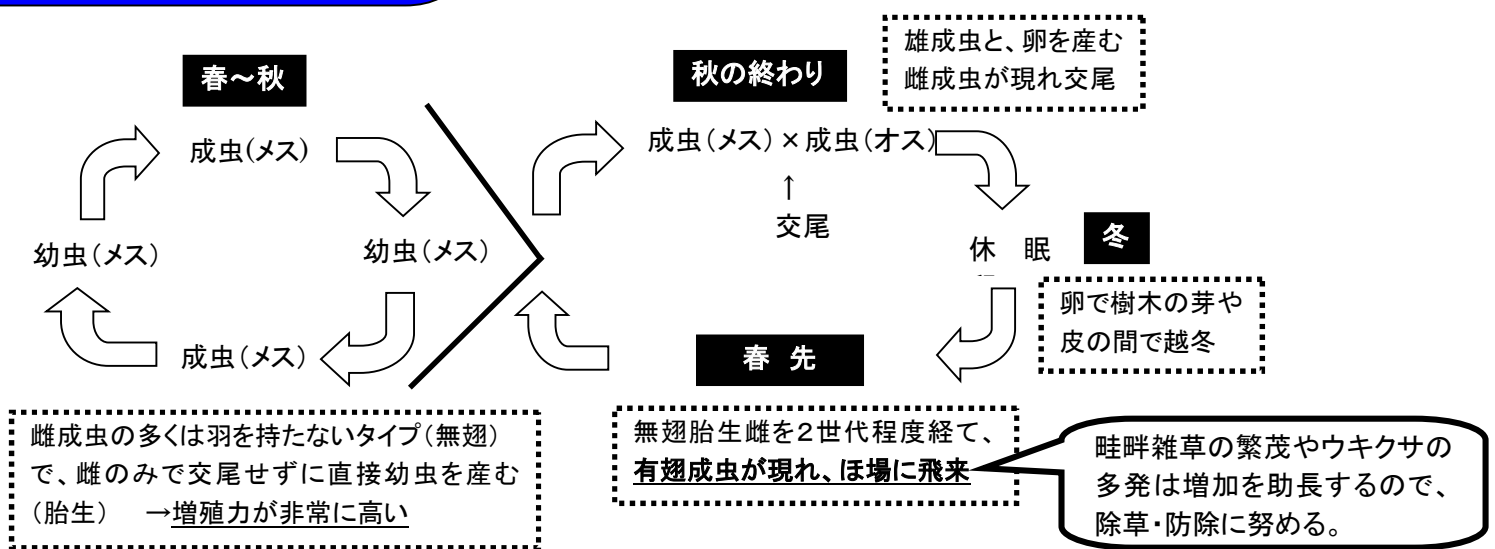 春～秋
成虫(メス)
幼虫(メス)
幼虫(メス)
成虫(メス)
雌成虫の多くは羽を持たないタイプ(無翅)
で、雌のみで交尾せずに直接幼虫を産む
(胎生)　→増殖力が非常に高い
秋の終わり
雄成虫と、卵を産む
雌成虫が現れ交尾
成虫(メス)×成虫(オス)
↑
交尾
休　眠
冬
卵で樹木の芽や
皮の間で越冬
春 先
無翅胎生雌を２世代程度経て、
有翅成虫が現れ、ほ場に飛来
畦畔雑草の繁茂やウキクサの
多発は増加を助長するので、
除草・防除に努める。